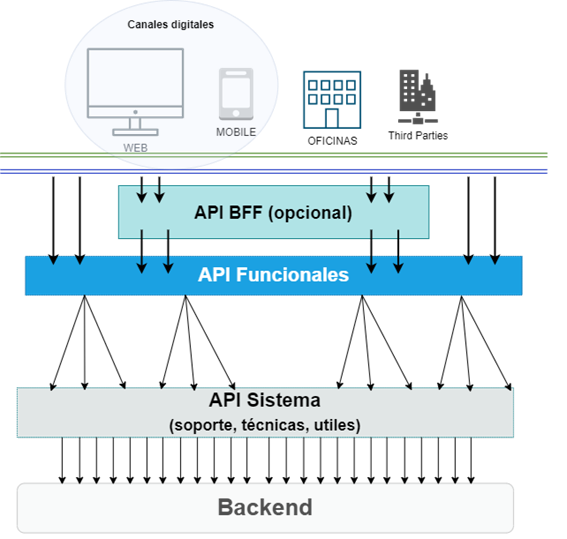 Canales digitales
WEB
MOBILE
OFICINAS
Third Parties
API BFF (opcional)
API Funcionales
API Sistema
(soporte, técnicas, utiles)
Backend